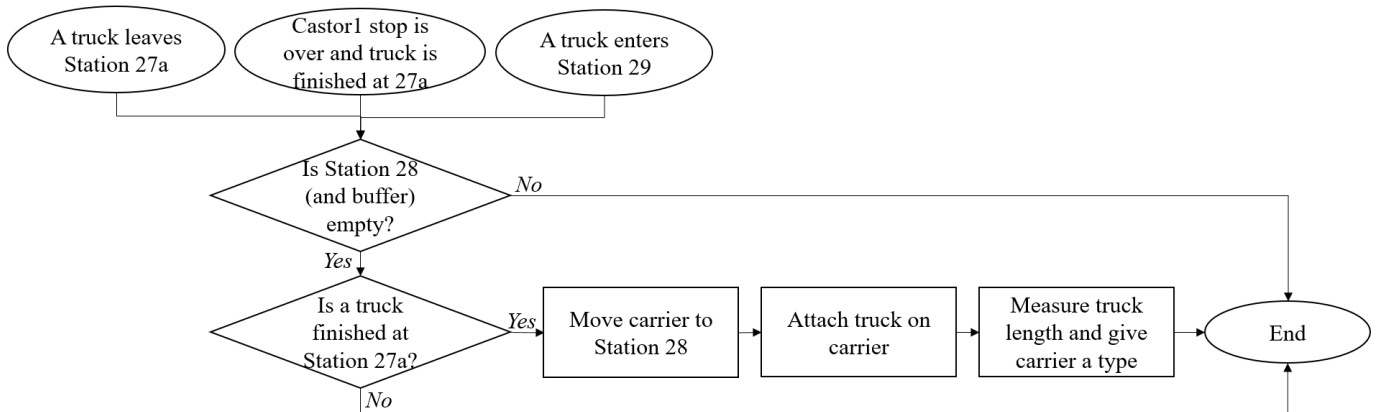 A truck leaves
Station 27a
Castor1 stop is
over and truck is
finished at 27a
A truck enters
Station 29
Is Station 28
(and buffer)
empty?
No
Yes
Is a truck
finished at
Station 27a?
Yes
Move carrier to
Station 28
Attach truck on
carrier
Measure truck
length and give
carrier a type
End
No